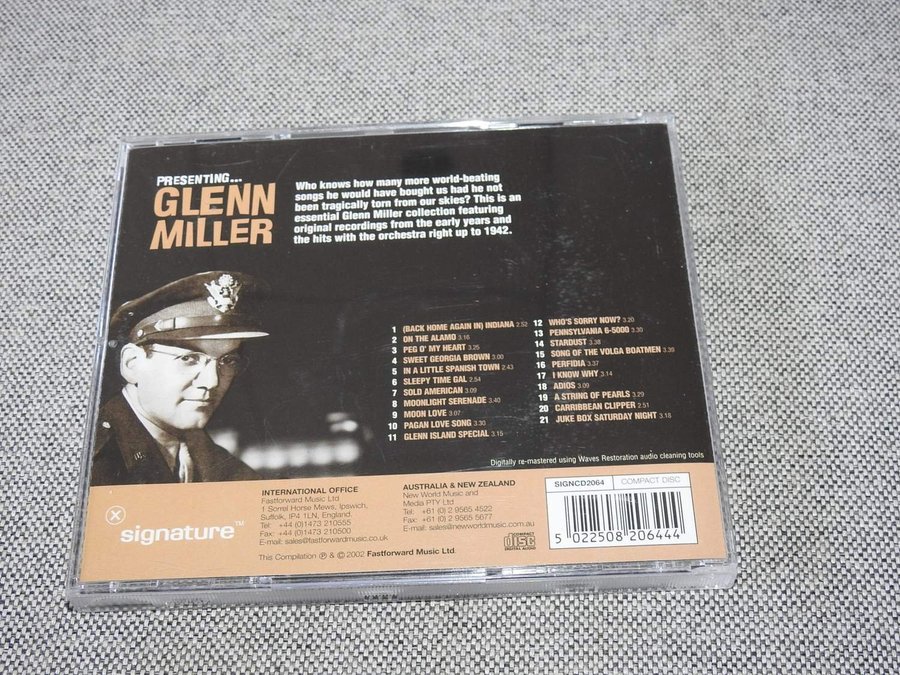 PRESENTING...
GLENN
MILLER
Who knows how many more world-beating
songs he would have bought us had he not
been tragically torn from our skies? This is an
essential Glenn Miller collection featuring
original recordings from the early years and
the hits with the orchestra right up to 1942.
1 (BACK HOME AGAIN IN) INDIANA 2.52
2 ON THE ALAMO 3.16
3 PEG O' MY HEART 3.25
4 SWEET GEORGIA BROWN 3.00
5 IN A LITTLE SPANISH TOWN 2.43
6 SLEEPY TIME GAL 2.54
7 SOLD AMERICAN 3.09
8 MOONLIGHT SERENADE 3.40
9 MOON LOVE 3.07
10 PAGAN LOVE SONG 3.30
11 GLENN ISLAND SPECIAL 3.15
12 WHO'S SORRY NOW? 3.20
13 PENNSYLVANIA 6-5000 3.30
14 STARDUST 3.38
15 SONG OF THE VOLGA BOATMEN 3.39
16 PERFIDIA 3.37
17 I KNOW WHY 3.14
18 ADIOS 3.09
19 A STRING OF PEARLS 3.29
20 CARRIBBEAN CLIPPER 2.51
21 JUKE BOX SATURDAY NIGHT 3.18
Digitally re-mastered using Waves Restoration audio cleaning tools
signature™
INTERNATIONAL OFFICE
Fastforward Music Ltd
1 Sorrel Horse Mews, Ipswich,
Suffolk, IP4 1LN, England
Tel: +44 (0)1473 210555
Fax: +44 (0)1473 210500
E-mail: sales@fastforwardmusic.co.uk
AUSTRALIA & NEW ZEALAND
New World Music and
Media PTY Ltd
Tel: +61 (0) 2 9565 4522
Fax: +61 (0) 2 9565 5677
E-mail: sales@newworldmusic.com.au
This Compilation ℗ & © 2002 Fastforward Music Ltd.
COMPACT
disc
DIGITAL AUDIO
SIGNCD2064 COMPACT DISC
5 022508 206444